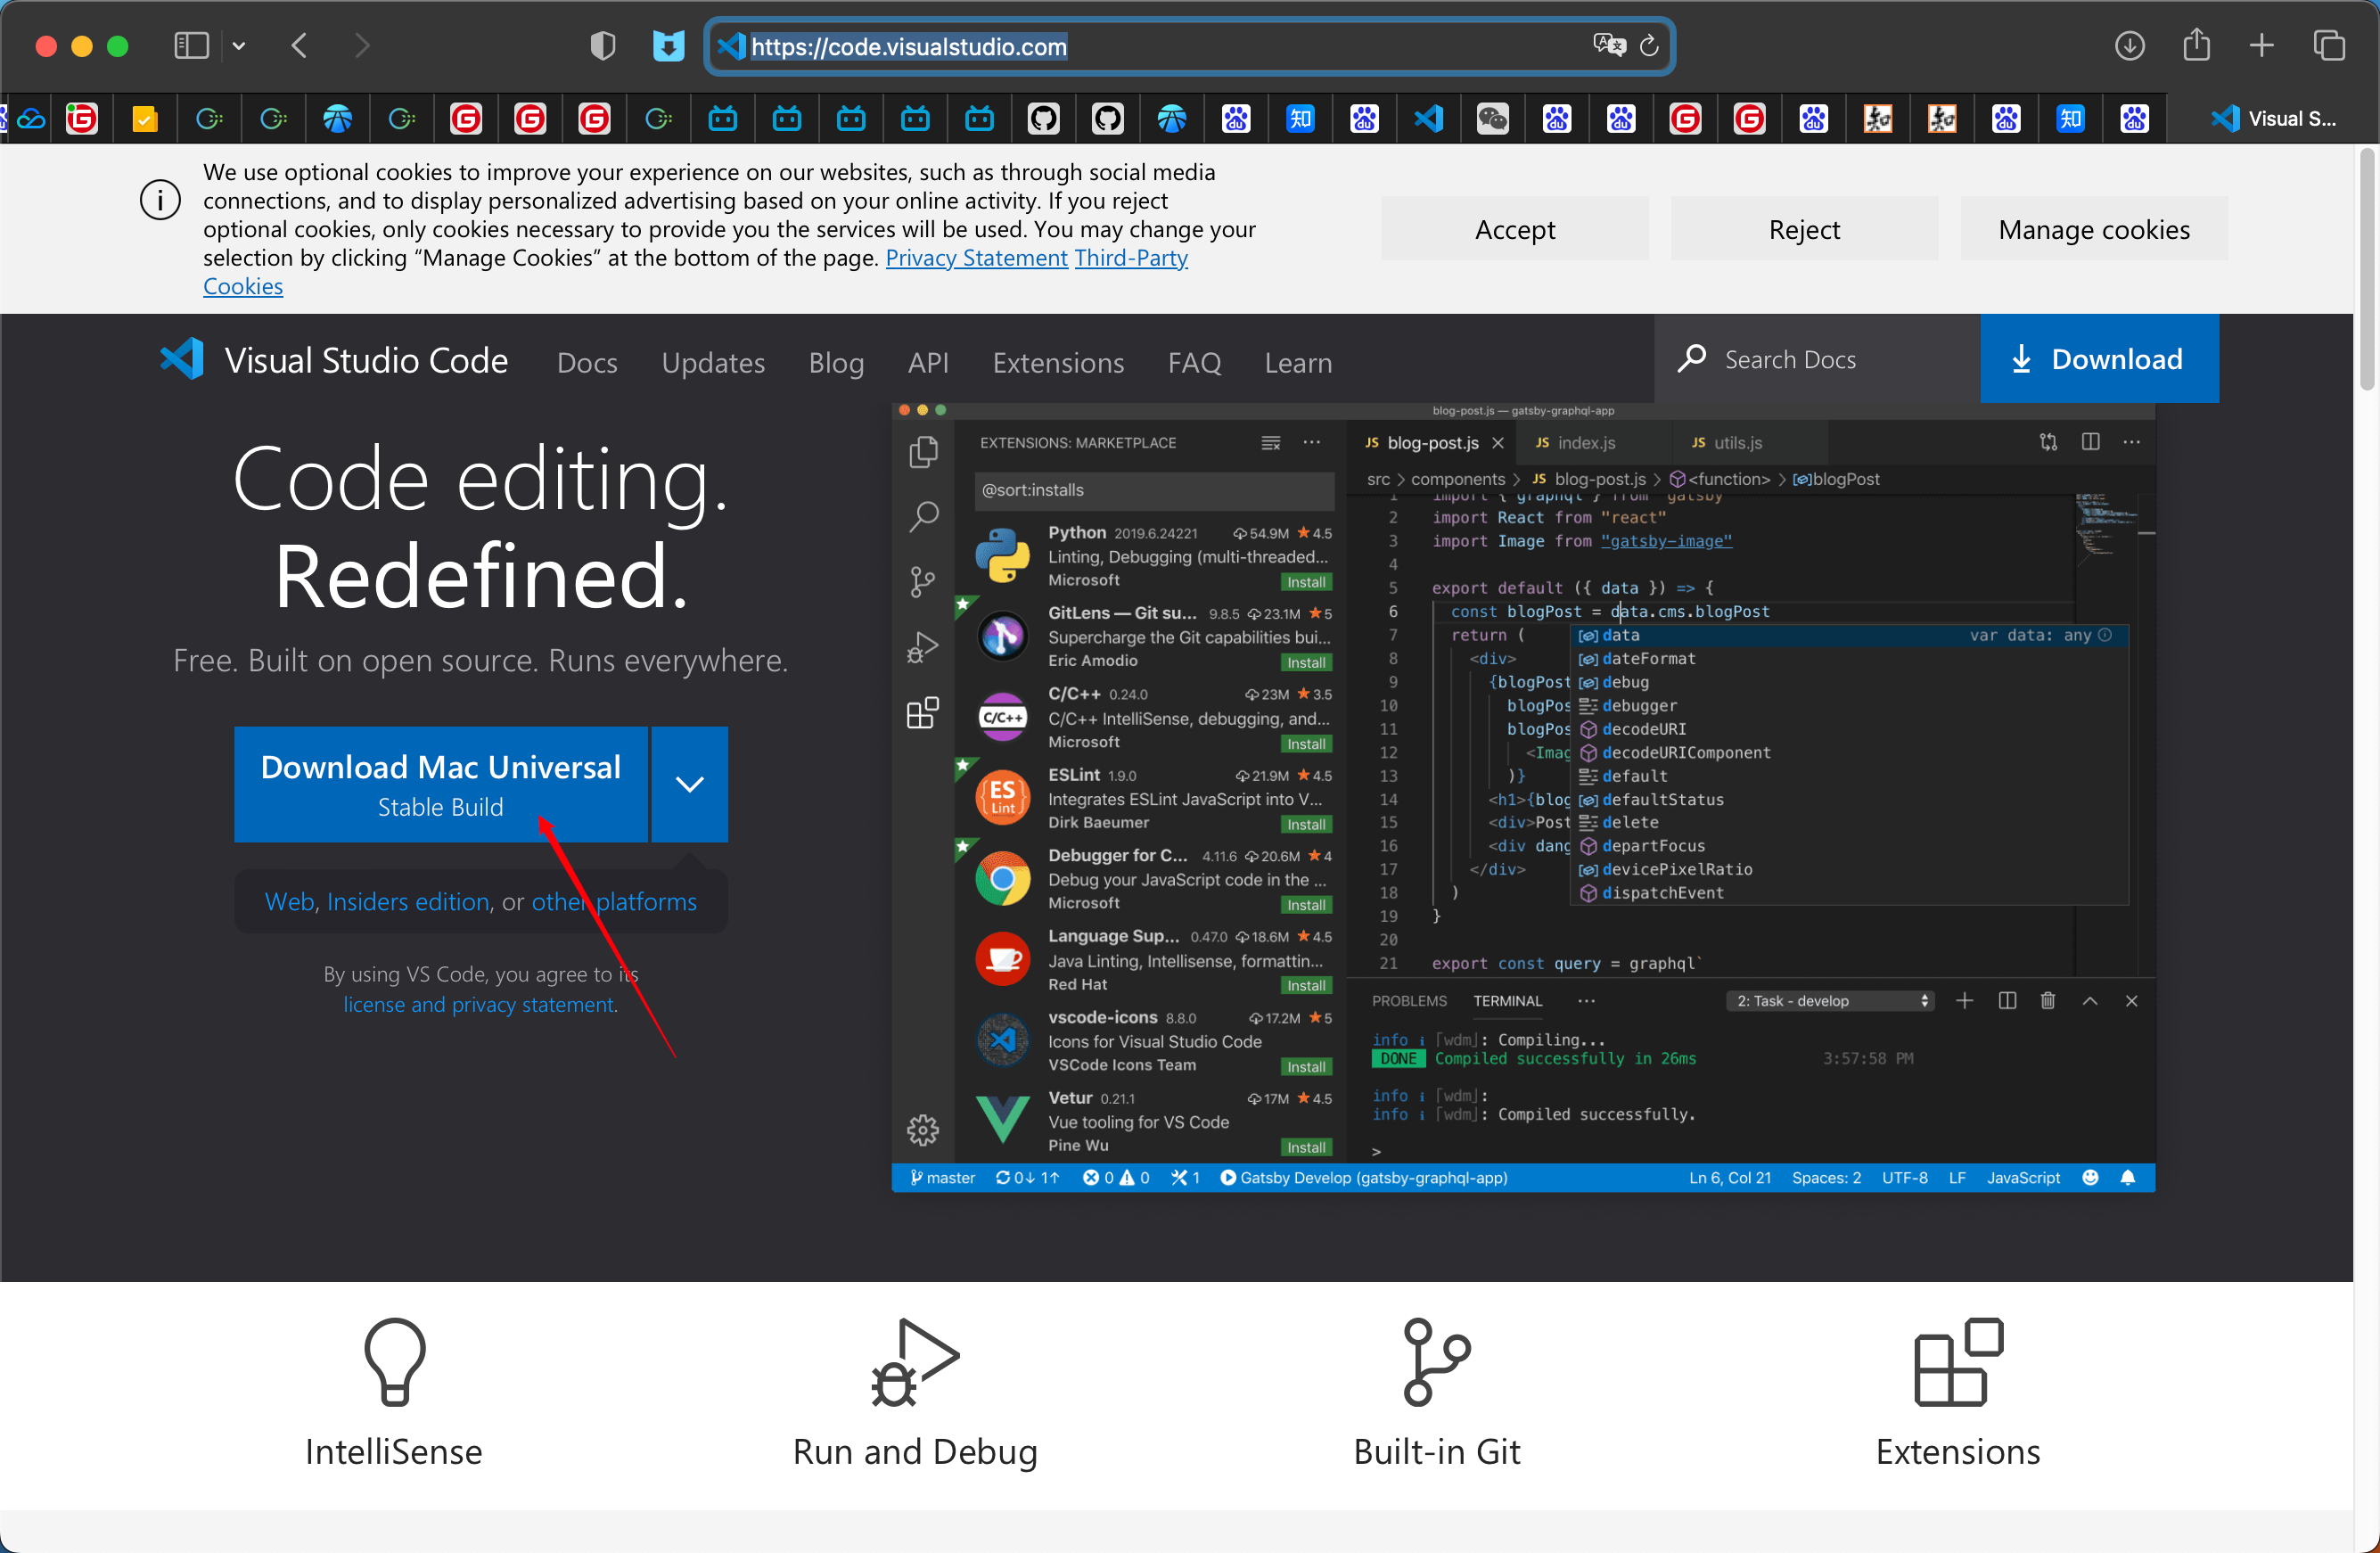 https://code.visualstudio.com
Visual S...
We use optional cookies to improve your experience on our websites, such as through social media
connections, and to display personalized advertising based on your online activity. If you reject
optional cookies, only cookies necessary to provide you the services will be used. You may change your
selection by clicking “Manage Cookies” at the bottom of the page. Privacy Statement Third-Party
Cookies
Accept
Reject
Manage cookies
Visual Studio Code
Docs
Updates
Blog
API
Extensions
FAQ
Learn
Search Docs
Download
Code editing.
Redefined.
Free. Built on open source. Runs everywhere.
Download Mac Universal
Stable Build
Web, Insiders edition, or other platforms
By using VS Code, you agree to its
license and privacy statement.
blog-post.js — gatsby-graphql-app
EXTENSIONS: MARKETPLACE
@sort:installs
Python 2019.6.24221 54.9M 4.5
Linting, Debugging (multi-threaded...
Microsoft
Install
GitLens — Git su... 9.8.5 23.1M 5
Supercharge the Git capabilities bui...
Eric Amodio
Install
C/C++ 0.24.0 23M 3.5
C/C++ IntelliSense, debugging, and...
Microsoft
Install
ESLint 1.9.0 21.9M 4.5
Integrates ESLint JavaScript into V...
Dirk Baeumer
Install
Debugger for C... 4.11.6 20.6M 4
Debug your JavaScript code in the ...
Microsoft
Install
Language Sup... 0.47.0 18.6M 4.5
Java Linting, Intellisense, formattin...
Red Hat
Install
vscode-icons 8.8.0 17.2M 5
Icons for Visual Studio Code
VSCode Icons Team
Install
Vetur 0.21.1 17M 4.5
Vue tooling for VS Code
Pine Wu
Install
JS blog-post.js
JS index.js
JS utils.js
src > components > JS blog-post.js > <function> > blogPost
1 import { graphql } from "gatsby"
2 import React from "react"
3 import Image from "gatsby-image"
4
5 export default ({ data }) => {
6 const blogPost = data.cms.blogPost
7 return (
8 <div>
9 {blogPost
10 blogPos
11 blogPos
12 <Imag
13 )}
14 <h1>{blog
15 <div>Post
16 <div dang
17 </div>
18 )
19 }
20
21 export const query = graphql`
data var data: any
dateFormat
debug
debugger
decodeURI
decodeURIComponent
default
defaultStatus
delete
departFocus
devicePixelRatio
dispatchEvent
PROBLEMS
TERMINAL
2: Task - develop
info i ｢wdm｣: Compiling...
DONE Compiled successfully in 26ms 3:57:58 PM
info i ｢wdm｣:
info i ｢wdm｣: Compiled successfully.
>
master 0↓ 1↑ 0 0 1 Gatsby Develop (gatsby-graphql-app)
Ln 6, Col 21 Spaces: 2 UTF-8 LF JavaScript
IntelliSense
Run and Debug
Built-in Git
Extensions